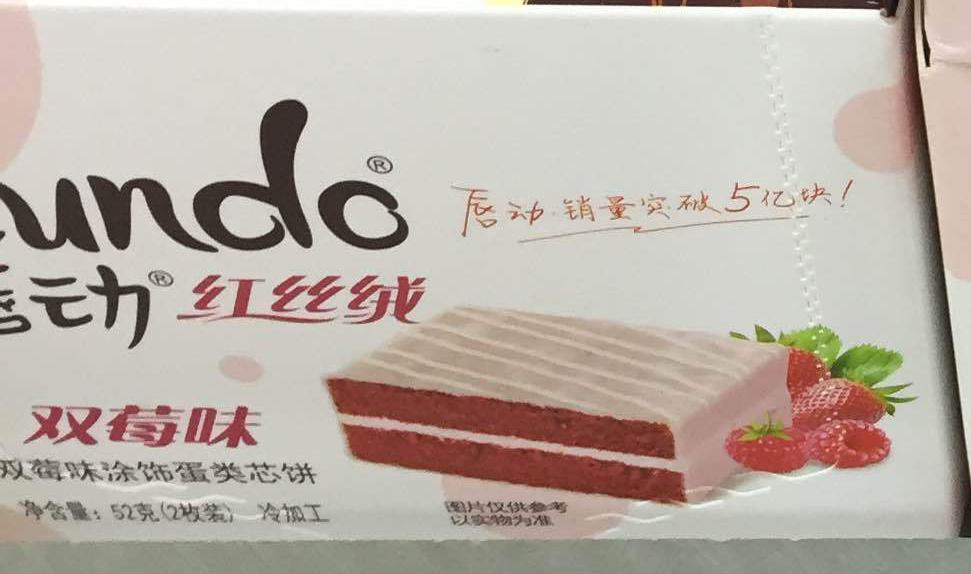 undo®
唇动·销量突破5亿块！
唇动®红丝绒
双莓味
双莓味涂饰蛋类芯饼
净含量：52克（2枚装） 冷加工
图片仅供参考
以实物为准